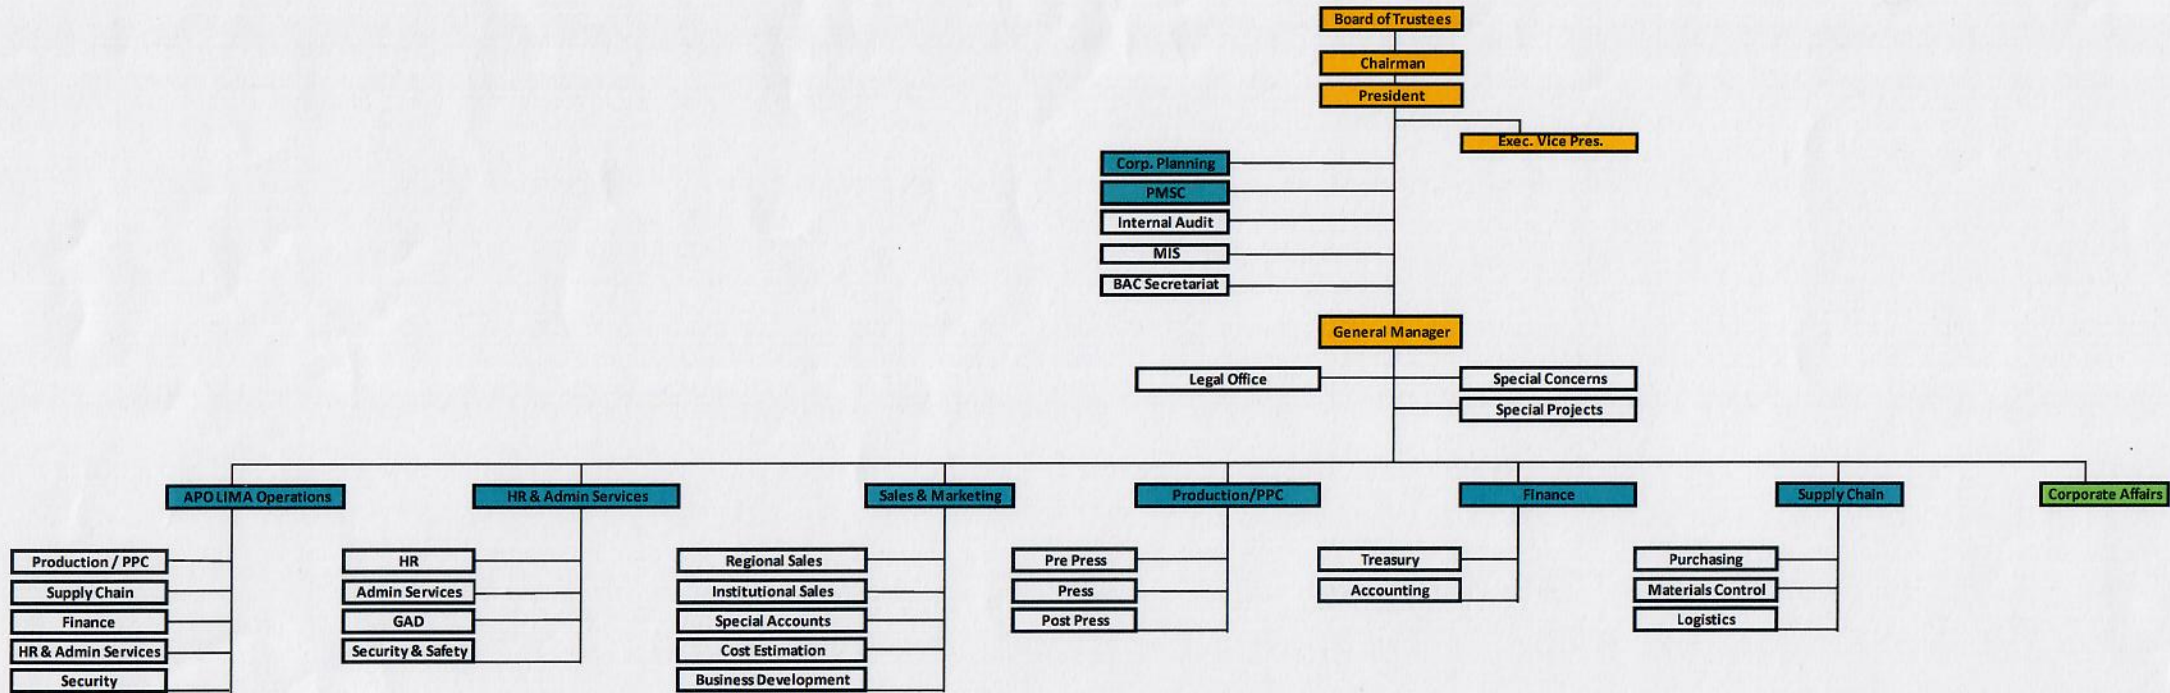 Board of Trustees
Chairman
President
Exec. Vice Pres.
Corp. Planning
PMSC
Internal Audit
MIS
BAC Secretariat
General Manager
Legal Office
Special Concerns
Special Projects
APO LIMA Operations
Production / PPC
Supply Chain
Finance
HR & Admin Services
Security
HR & Admin Services
HR
Admin Services
GAD
Security & Safety
Sales & Marketing
Regional Sales
Institutional Sales
Special Accounts
Cost Estimation
Business Development
Production/PPC
Pre Press
Press
Post Press
Finance
Treasury
Accounting
Supply Chain
Purchasing
Materials Control
Logistics
Corporate Affairs